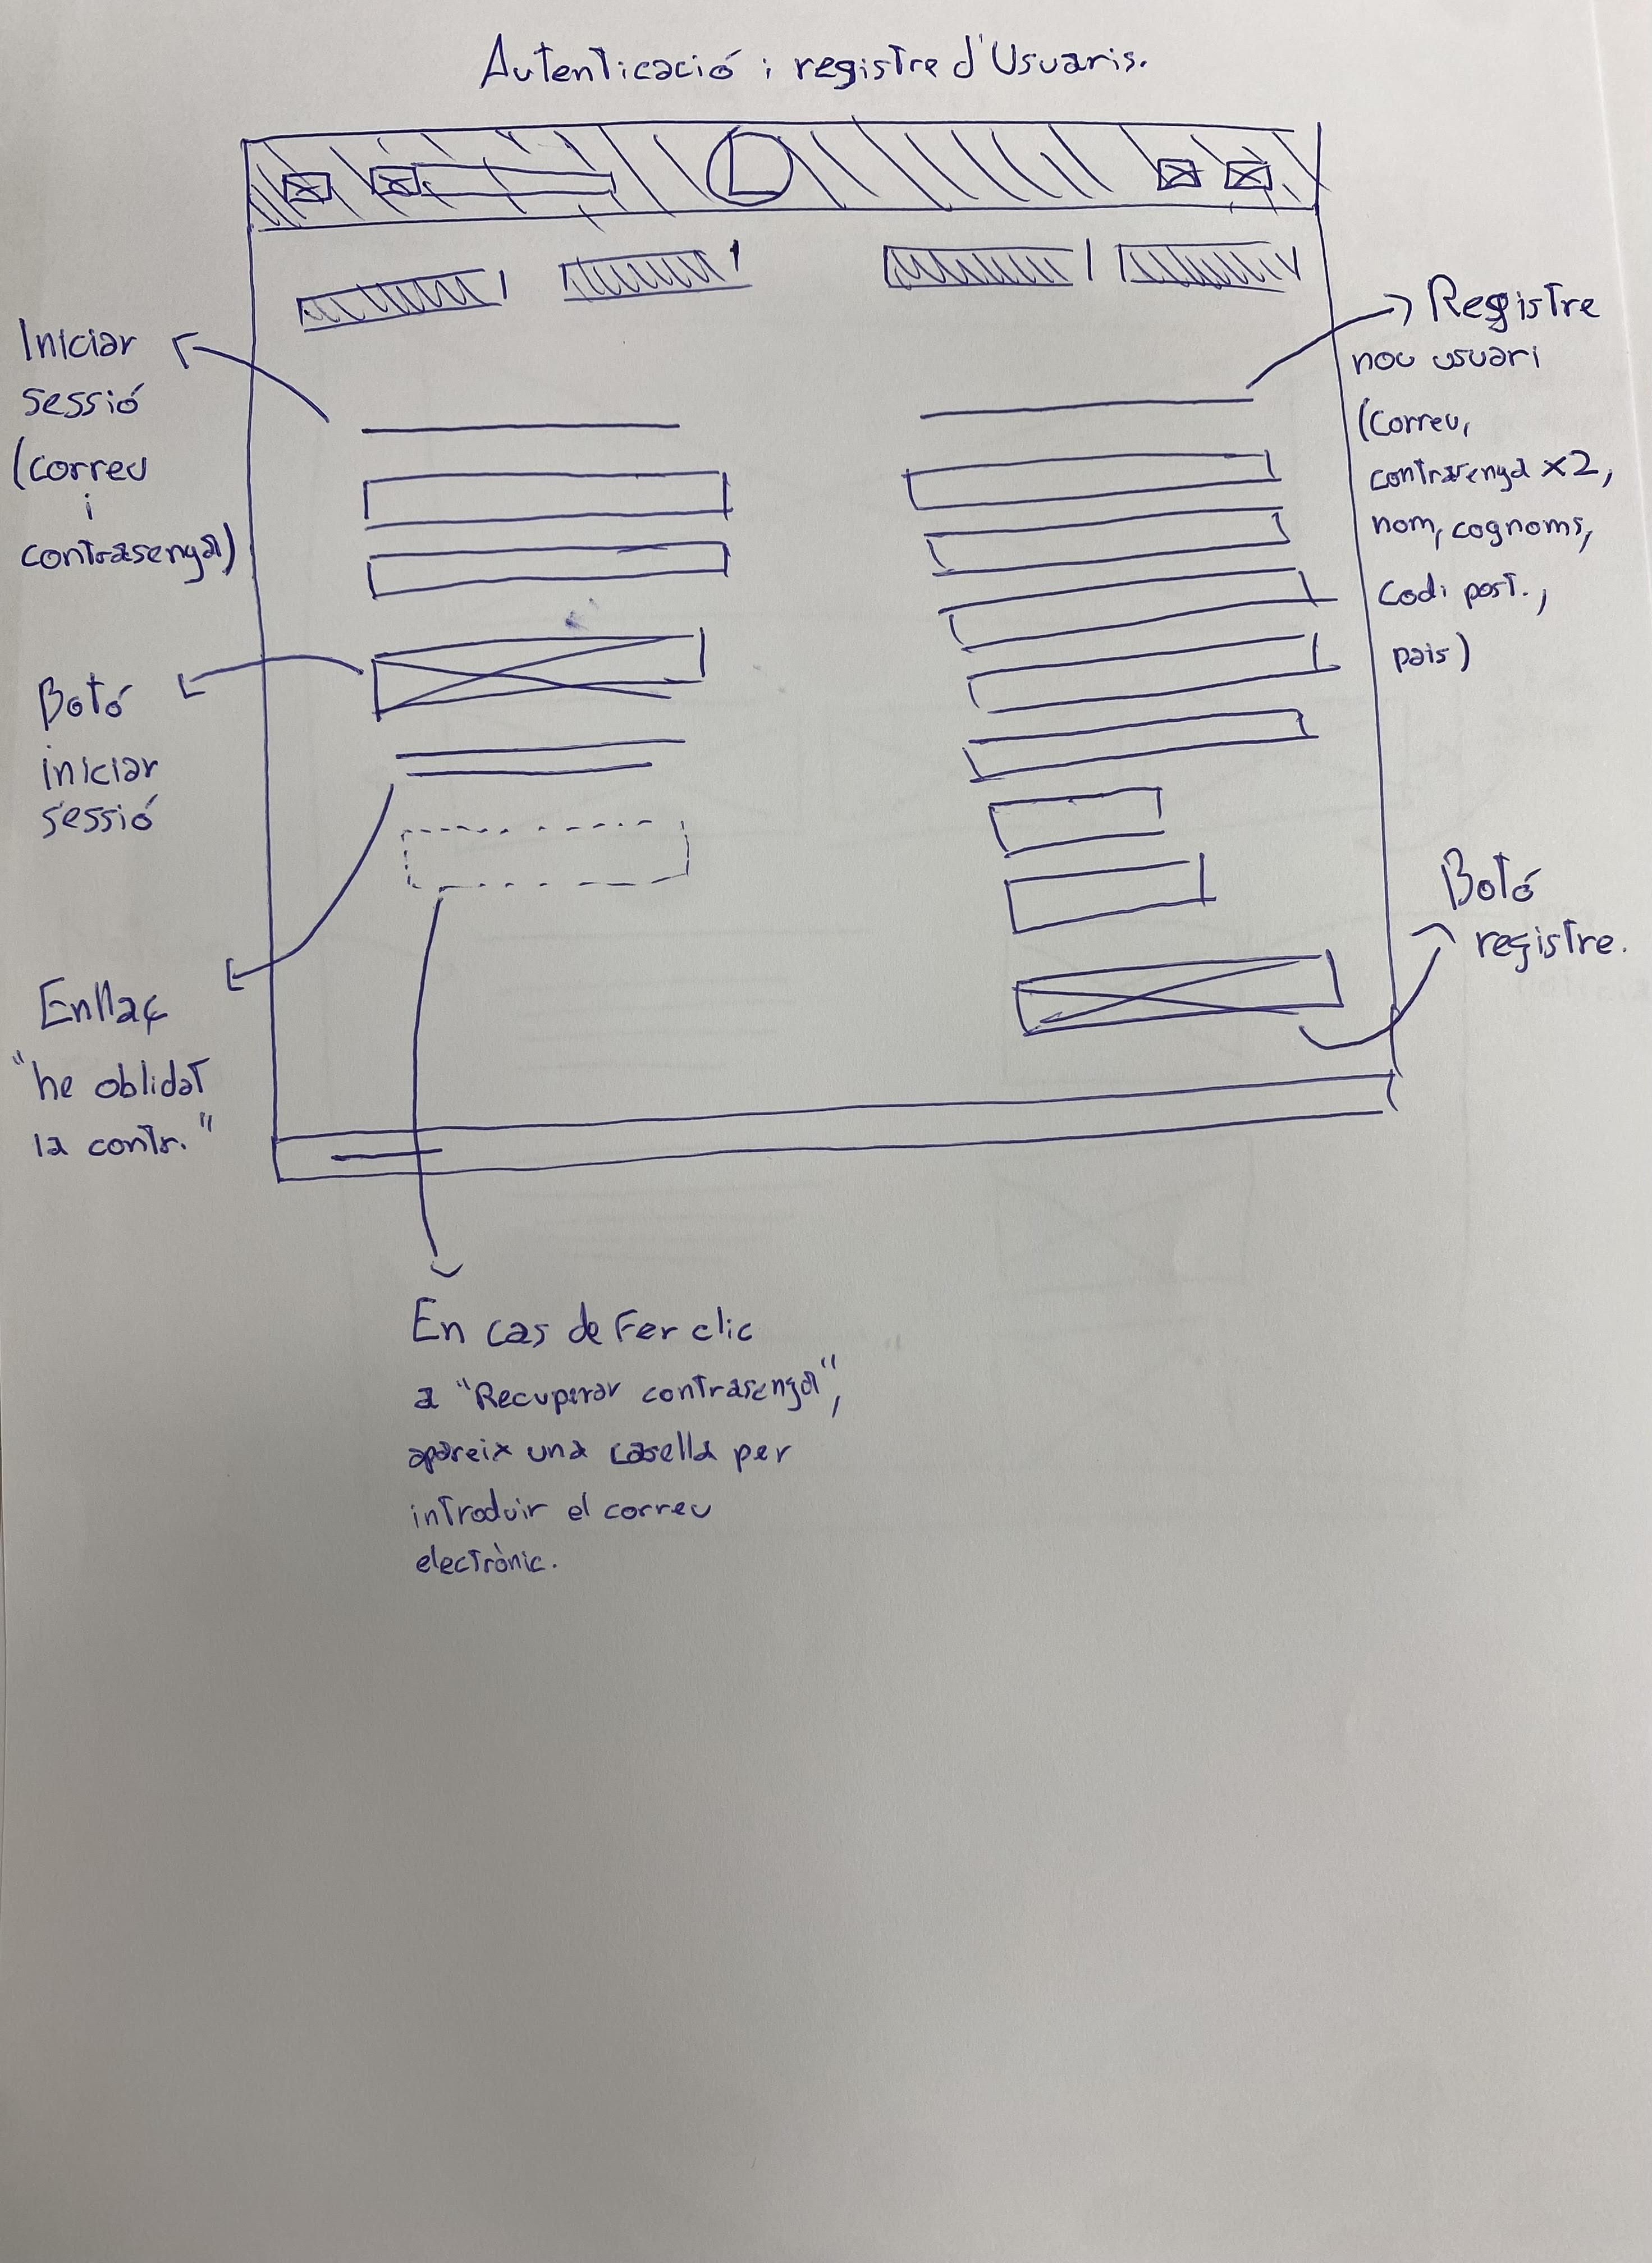 Autenticació i registre d'Usuaris.
Iniciar
sessió
(correu
i
contrasenya)
Botó
iniciar
sessió
Enllaç
"he oblidat
la contr."
Registre
nou usuari
(correu,
contrasenya x2,
nom, cognoms,
Codi post.,
pais)
Botó
registre.
En cas de fer clic
a "Recuperar contrasenya",
apareix una casella per
introduir el correu
electrònic.